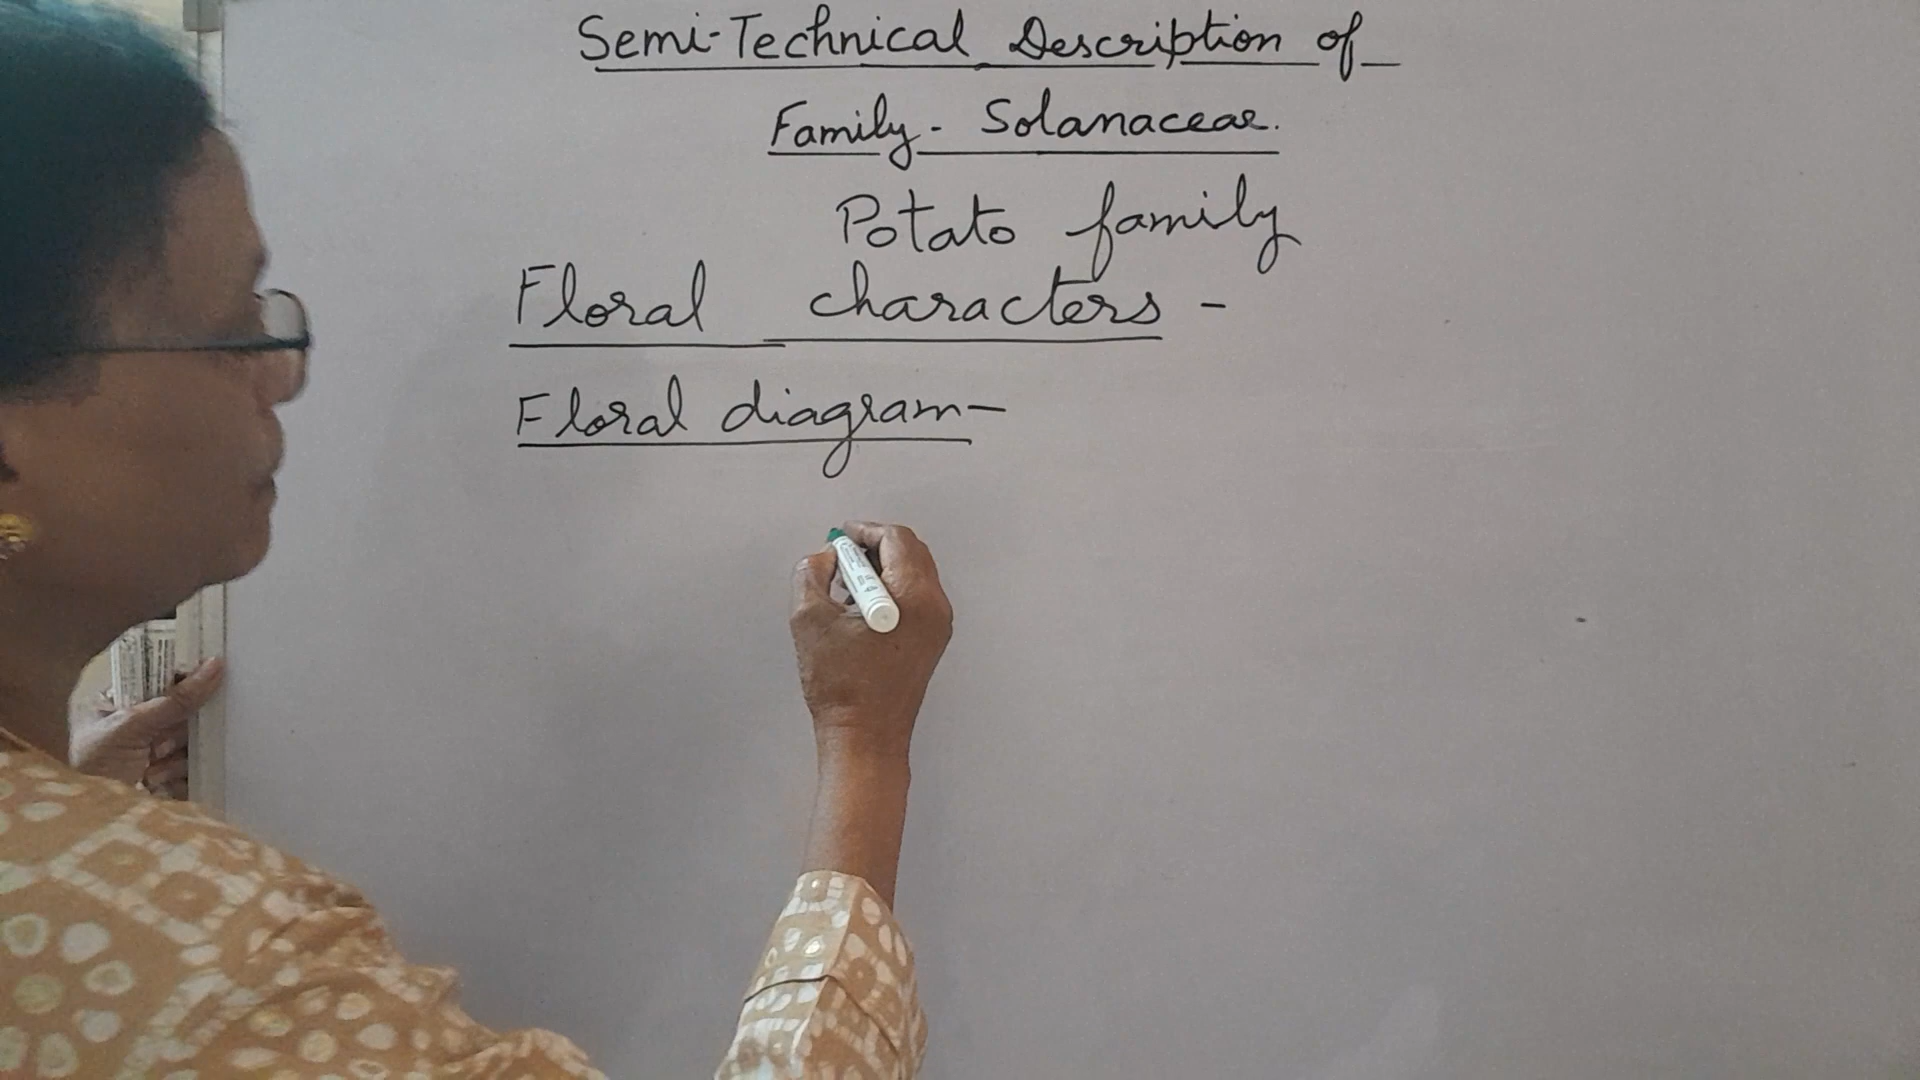 Semi-Technical Description of
Family - Solanaceae.
Potato family
Floral characters -
Floral diagram-